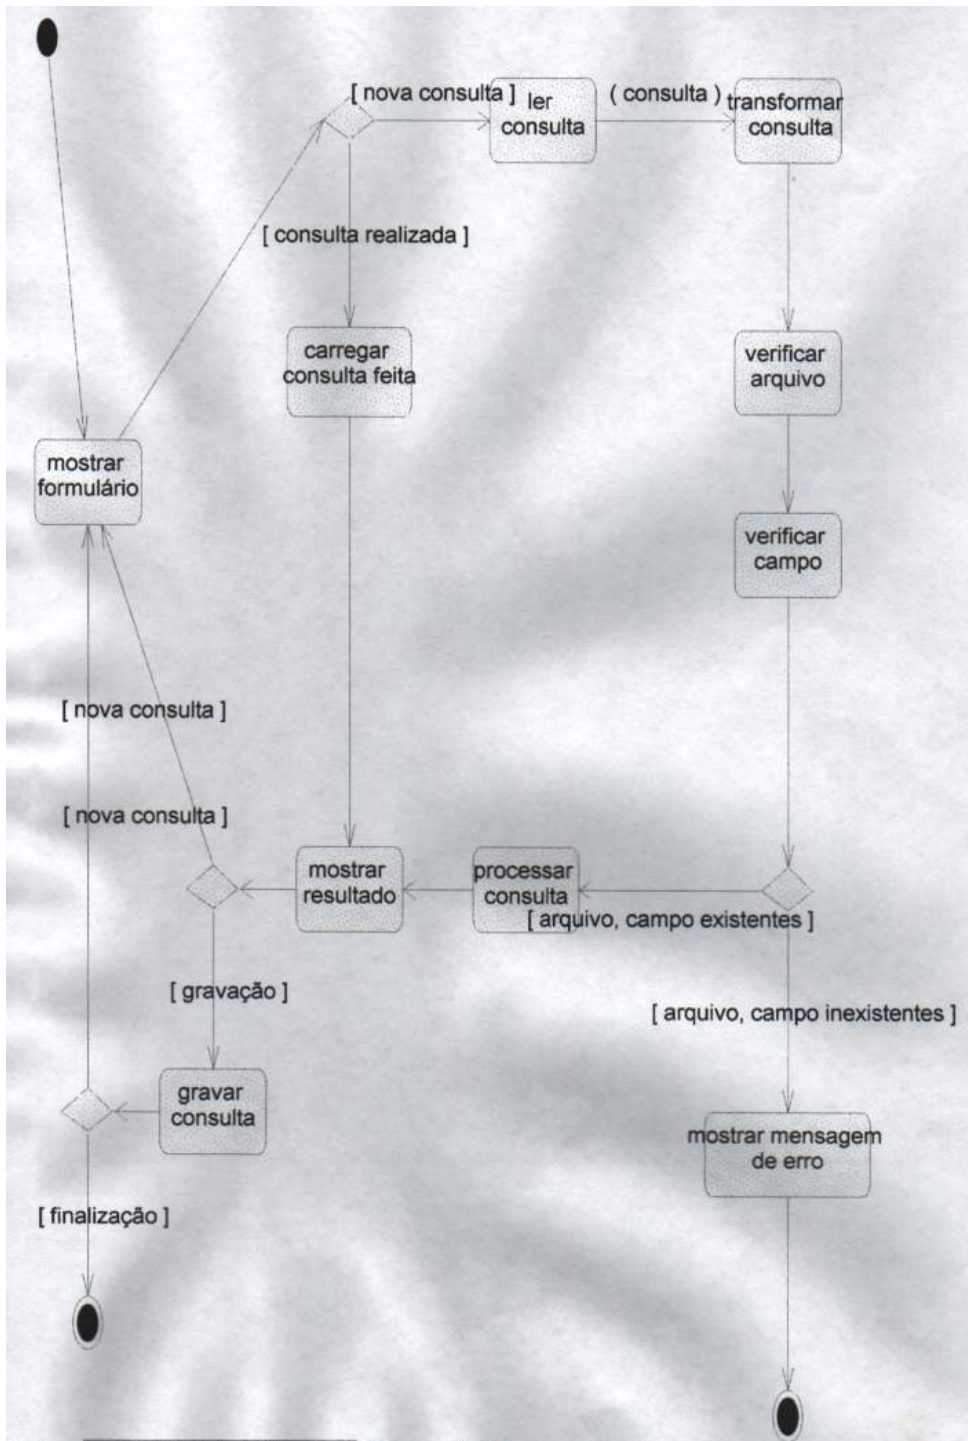 [ nova consulta ]
ler
consulta
( consulta )
transformar
consulta
[ consulta realizada ]
carregar
consulta feita
verificar
arquivo
mostrar
formulário
verificar
campo
[ nova consulta ]
[ nova consulta ]
mostrar
resultado
processar
consulta
[ arquivo, campo existentes ]
[ gravação ]
[ arquivo, campo inexistentes ]
gravar
consulta
mostrar mensagem
de erro
[ finalização ]